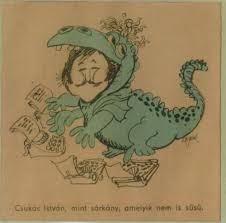 Csukás István, mint sárkány, amelyik nem is süsü.